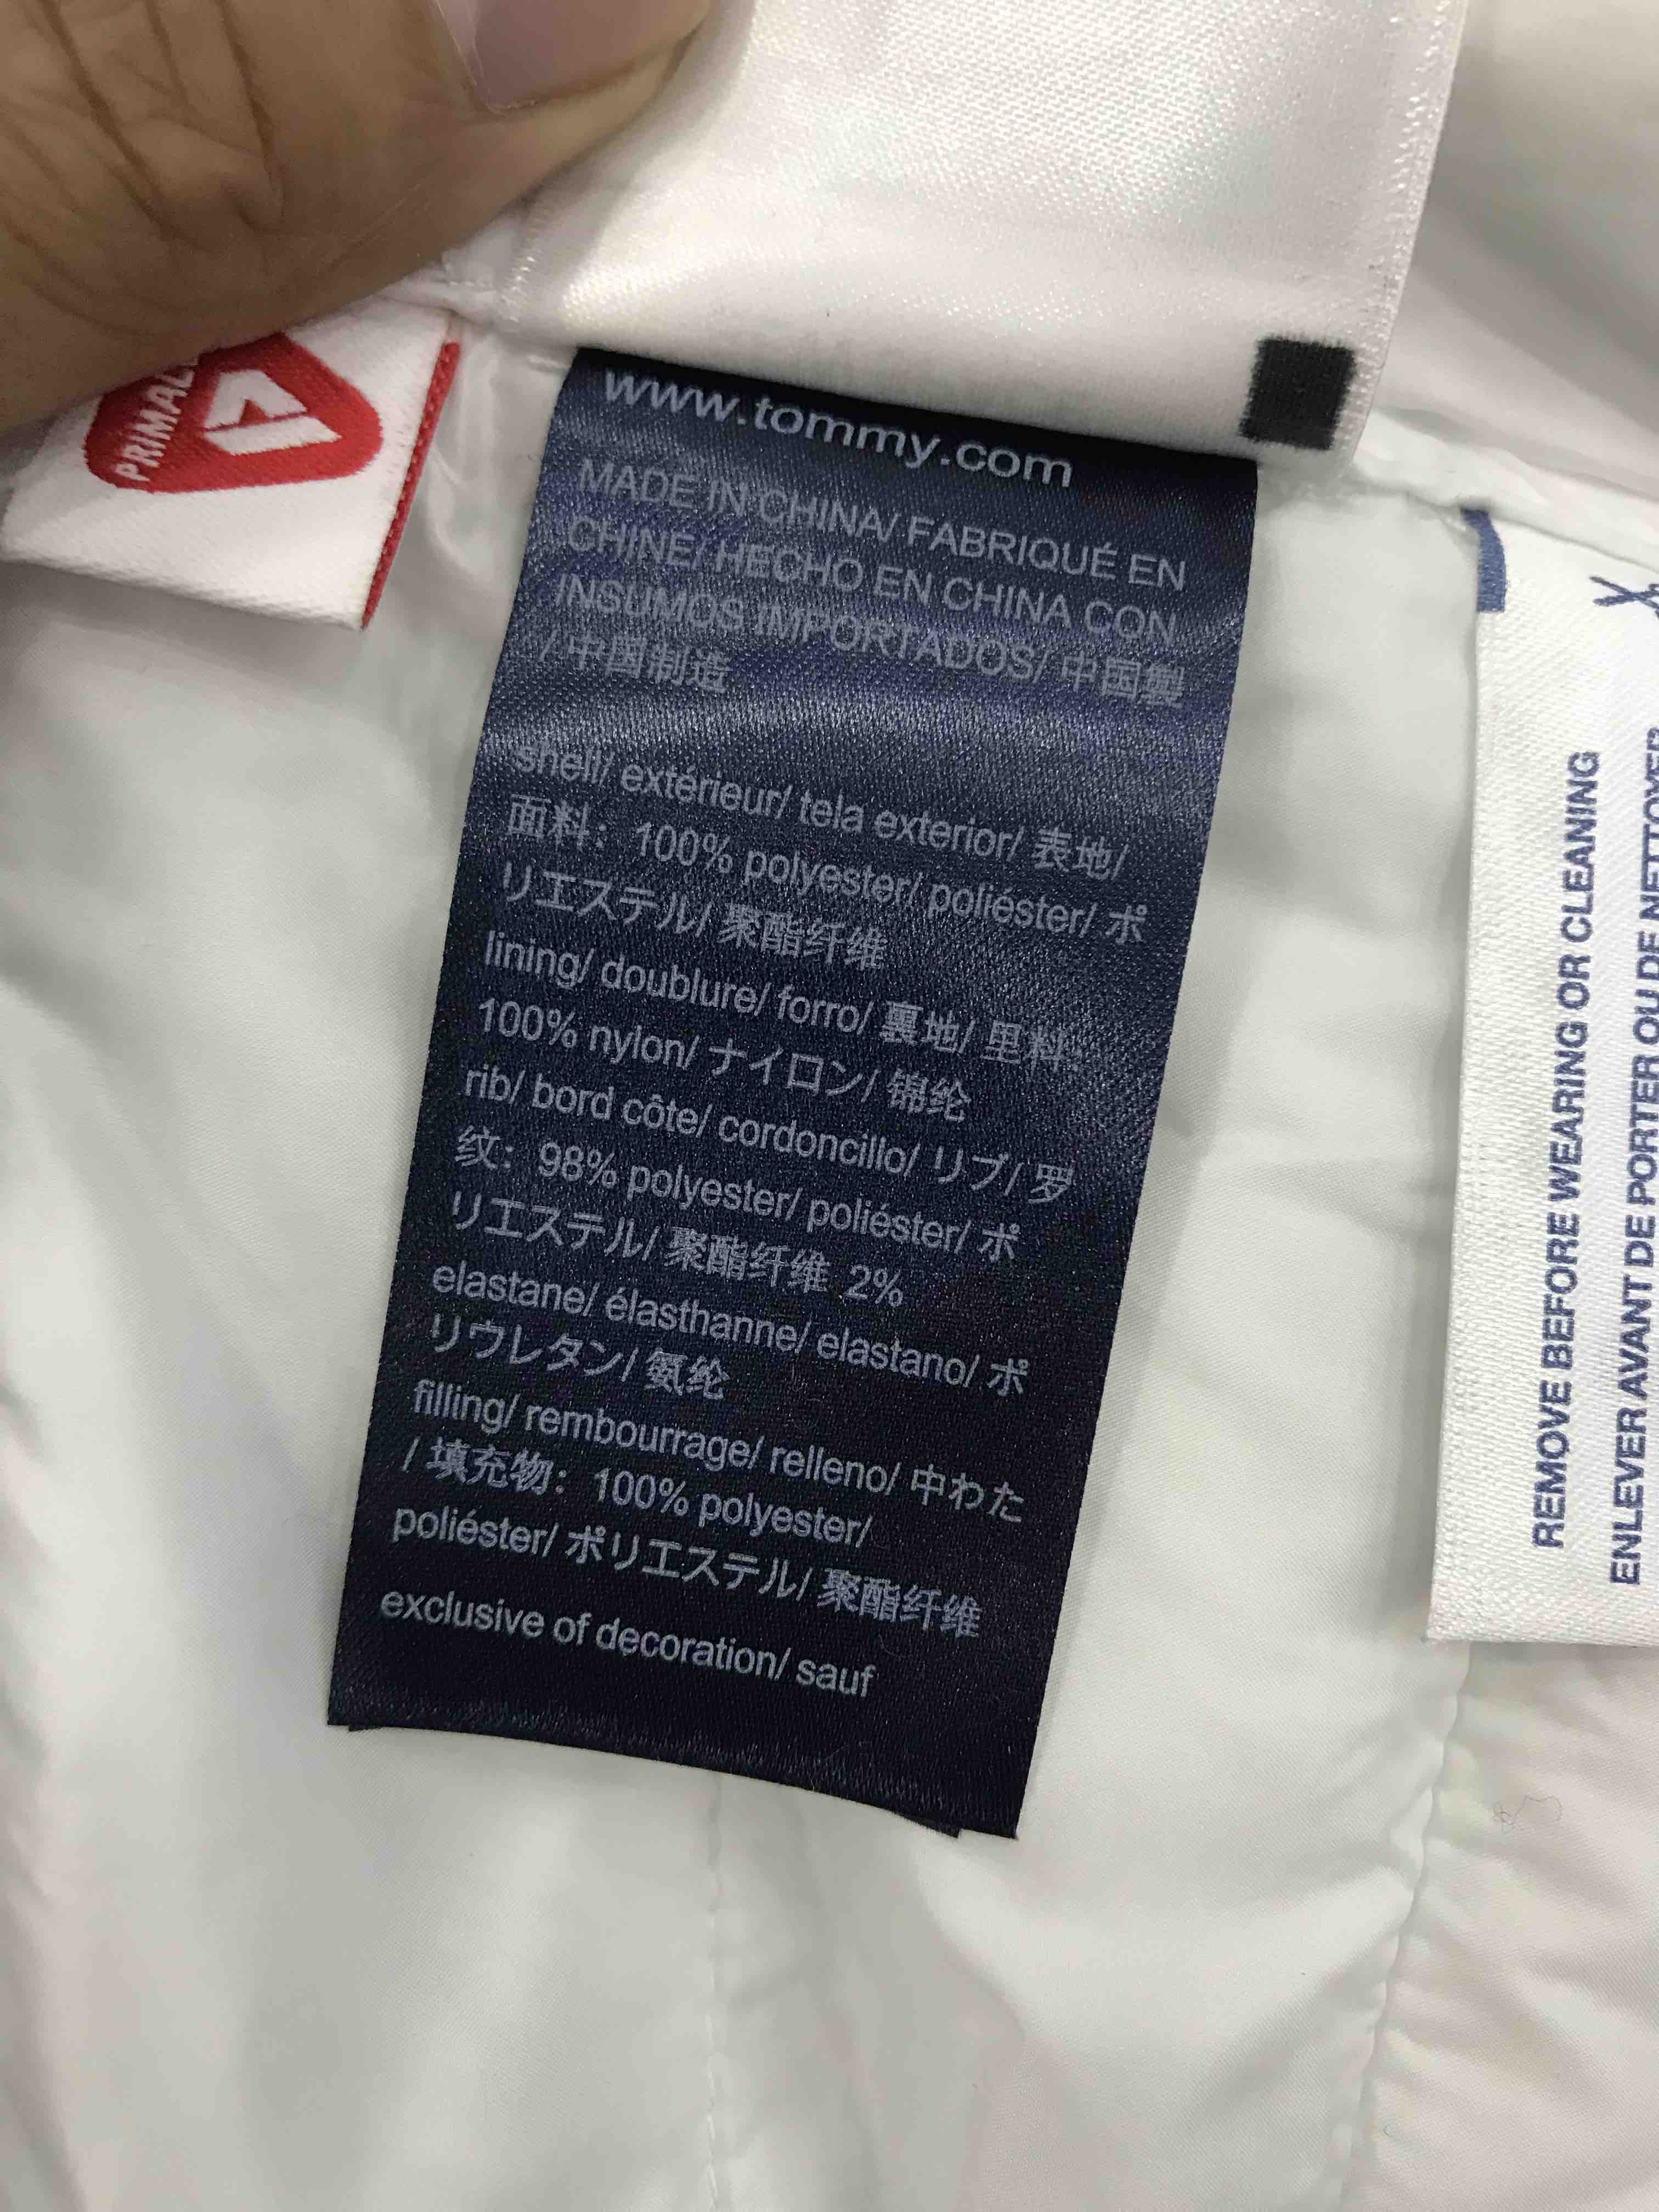 PRIMAL
www.tommy.com
MADE IN CHINA/ FABRIQUÉ EN
CHINE/ HECHO EN CHINA CON
INSUMOS IMPORTADOS/ 中国製
/ 中国制造
shell/ extérieur/ tela exterior/ 表地/
面料：100% polyester/ poliéster/ ポ
リエステル/ 聚酯纤维
lining/ doublure/ forro/ 裏地/ 里料：
100% nylon/ ナイロン/ 锦纶
rib/ bord côte/ cordoncillo/ リブ/ 罗
纹：98% polyester/ poliéster/ ポ
リエステル/ 聚酯纤维 2%
elastane/ élasthanne/ elastano/ ポ
リウレタン/ 氨纶
filling/ rembourrage/ relleno/ 中わた
/ 填充物：100% polyester/
poliéster/ ポリエステル/ 聚酯纤维
exclusive of decoration/ sauf
REMOVE BEFORE WEARING OR CLEANING
ENLEVER AVANT DE PORTER OU DE NETTOYER